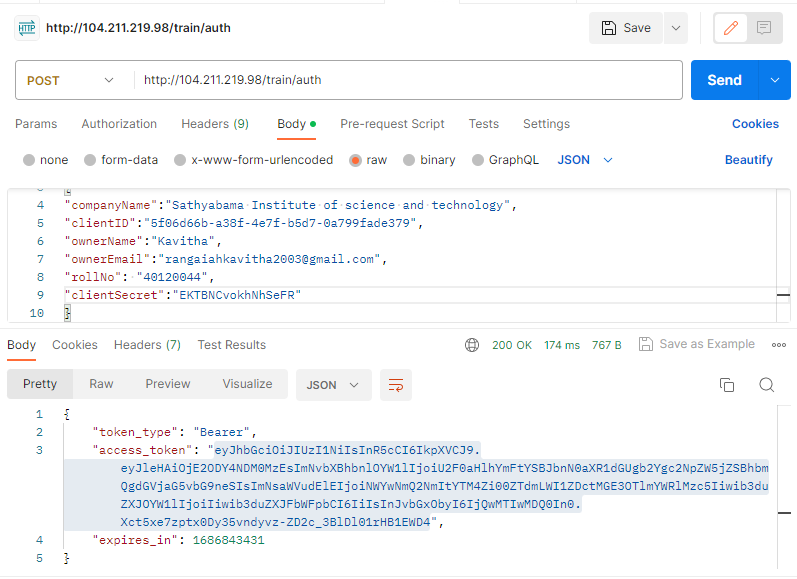 HTTP http://104.211.219.98/train/auth Save
POST http://104.211.219.98/train/auth Send
Params Authorization Headers (9) Body Pre-request Script Tests Settings Cookies
none form-data x-www-form-urlencoded raw binary GraphQL JSON Beautify
4 "companyName":"Sathyabama Institute of science and technology",
5 "clientID":"5f06d66b-a38f-4e7f-b5d7-0a799fade379",
6 "ownerName":"Kavitha",
7 "ownerEmail":"rangaiahkavitha2003@gmail.com",
8 "rollNo": "40120044",
9 "clientSecret":"EKTBNCvokhNhSeFR"
10 }
Body Cookies Headers (7) Test Results 200 OK 174 ms 767 B Save as Example
Pretty Raw Preview Visualize JSON
1 {
2 "token_type": "Bearer",
3 "access_token": "eyJhbGciOiJIUzI1NiIsInR5cCI6IkpXVCJ9.
eyJleHAiOjE2ODY4NDM0MzEsImNvbXBhbnlOYW1lIjoiU2F0aHlhYmFtYSBJbnN0aXR1dGUgb2Ygc2NpZW5jZSBhbm
QgdGVjaG5vbG9neSIsImNsaWVudElEIjoiNWYwNmQ2NmItYTM4Zi00ZTdmLWI1ZDctMGE3OTlmYWRlMzc5Iiwib3du
ZXJOYW1lIjoiIiwib3duZXJFbWFpbCI6IiIsInJvbGxObyI6IjQwMTIwMDQ0In0.
Xct5xe7zptx0Dy35vndyvz-ZD2c_3BlDl01rHB1EWD4",
4 "expires_in": 1686843431
5 }